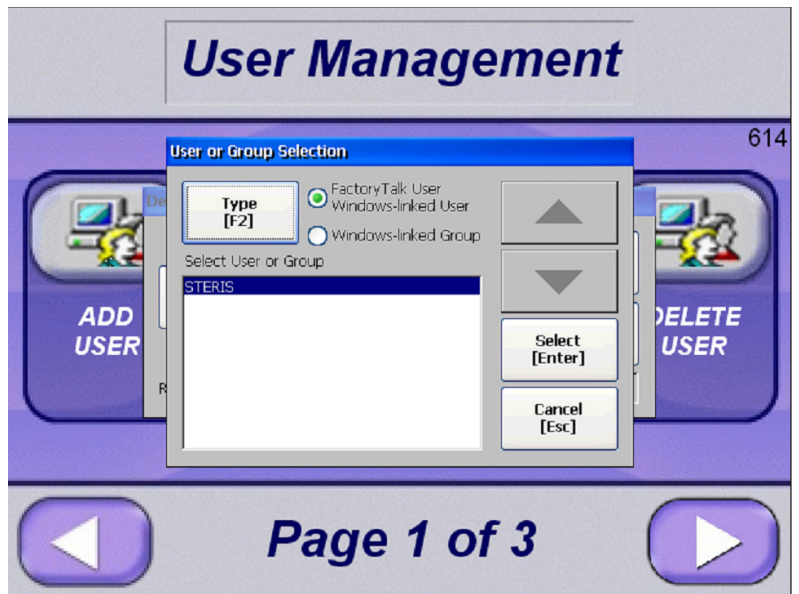 User Management
614
User or Group Selection
De
Type
[F2]
FactoryTalk User
Windows-linked User
Windows-linked Group
Select User or Group
STERIS
ADD
USER
Select
[Enter]
DELETE
USER
R
Cancel
[Esc]
Page 1 of 3